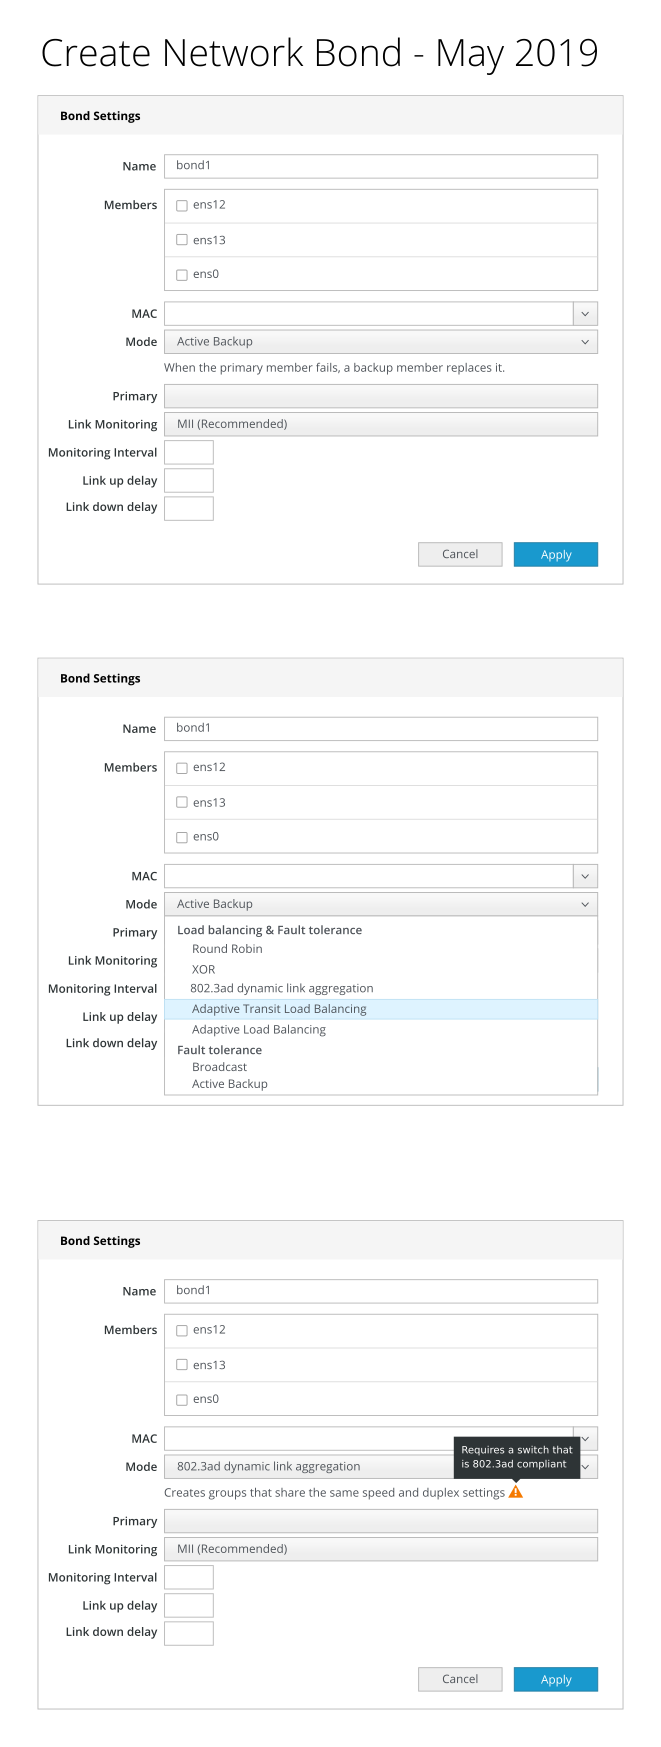 Create Network Bond - May 2019
Bond Settings
Name bond1
Members ens12
ens13
ens0
MAC
Mode Active Backup
When the primary member fails, a backup member replaces it.
Primary
Link Monitoring MII (Recommended)
Monitoring Interval
Link up delay
Link down delay
Cancel Apply
Bond Settings
Name bond1
Members ens12
ens13
ens0
MAC
Mode Active Backup
Primary Load balancing & Fault tolerance
Round Robin
Link Monitoring XOR
Monitoring Interval 802.3ad dynamic link aggregation
Link up delay Adaptive Transit Load Balancing
Adaptive Load Balancing
Link down delay Fault tolerance
Broadcast
Active Backup
Bond Settings
Name bond1
Members ens12
ens13
ens0
MAC
Requires a switch that
is 802.3ad compliant
Mode 802.3ad dynamic link aggregation
Creates groups that share the same speed and duplex settings
Primary
Link Monitoring MII (Recommended)
Monitoring Interval
Link up delay
Link down delay
Cancel Apply